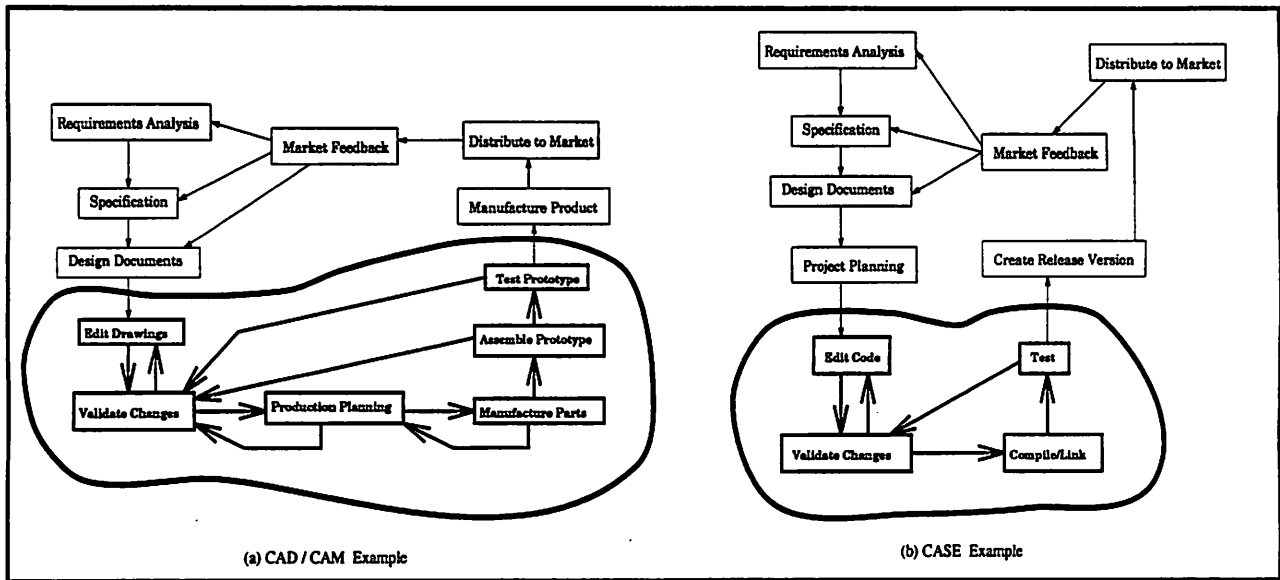 Requirements Analysis
Specification
Design Documents
Market Feedback
Distribute to Market
Manufacture Product
Test Prototype
Edit Drawings
Assemble Prototype
Validate Changes
Production Planning
Manufacture Parts
(a) CAD / CAM Example
Requirements Analysis
Distribute to Market
Specification
Market Feedback
Design Documents
Project Planning
Create Release Version
Edit Code
Test
Validate Changes
Compile/Link
(b) CASE Example